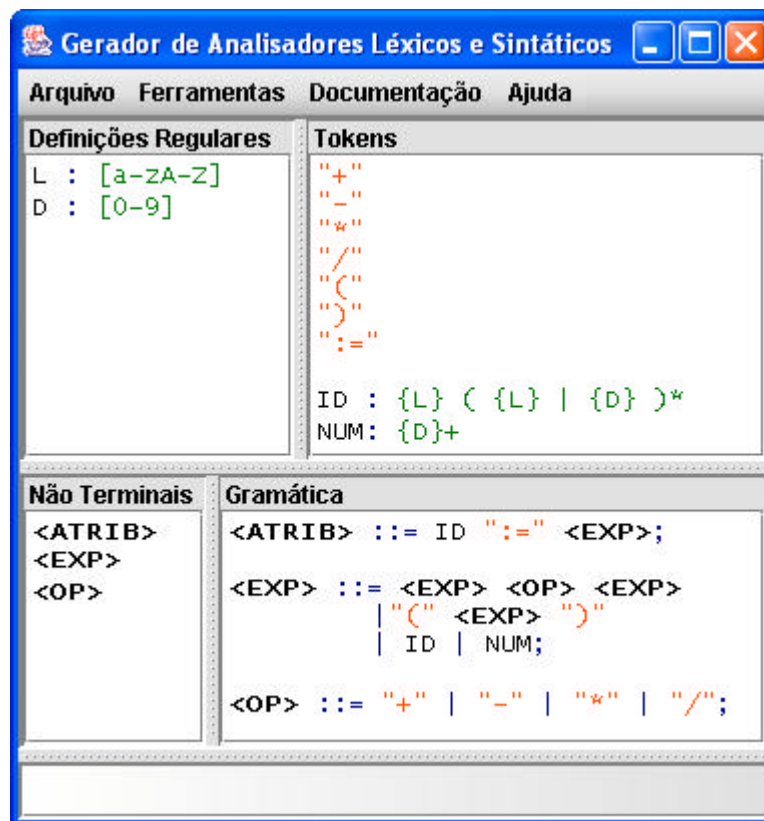 Gerador de Analisadores Léxicos e Sintáticos
Arquivo Ferramentas Documentação Ajuda
Definições Regulares
L : [a-zA-Z]
D : [0-9]
Tokens
"+"
"-"
"*"
"/"
"("
")"
":="
ID : {L} ( {L} | {D} )*
NUM: {D}+
Não Terminais
<ATRIB>
<EXP>
<OP>
Gramática
<ATRIB> ::= ID ":=" <EXP>;
<EXP> ::= <EXP> <OP> <EXP>
|"(" <EXP> ")"
| ID | NUM;
<OP> ::= "+" | "-" | "*" | "/";